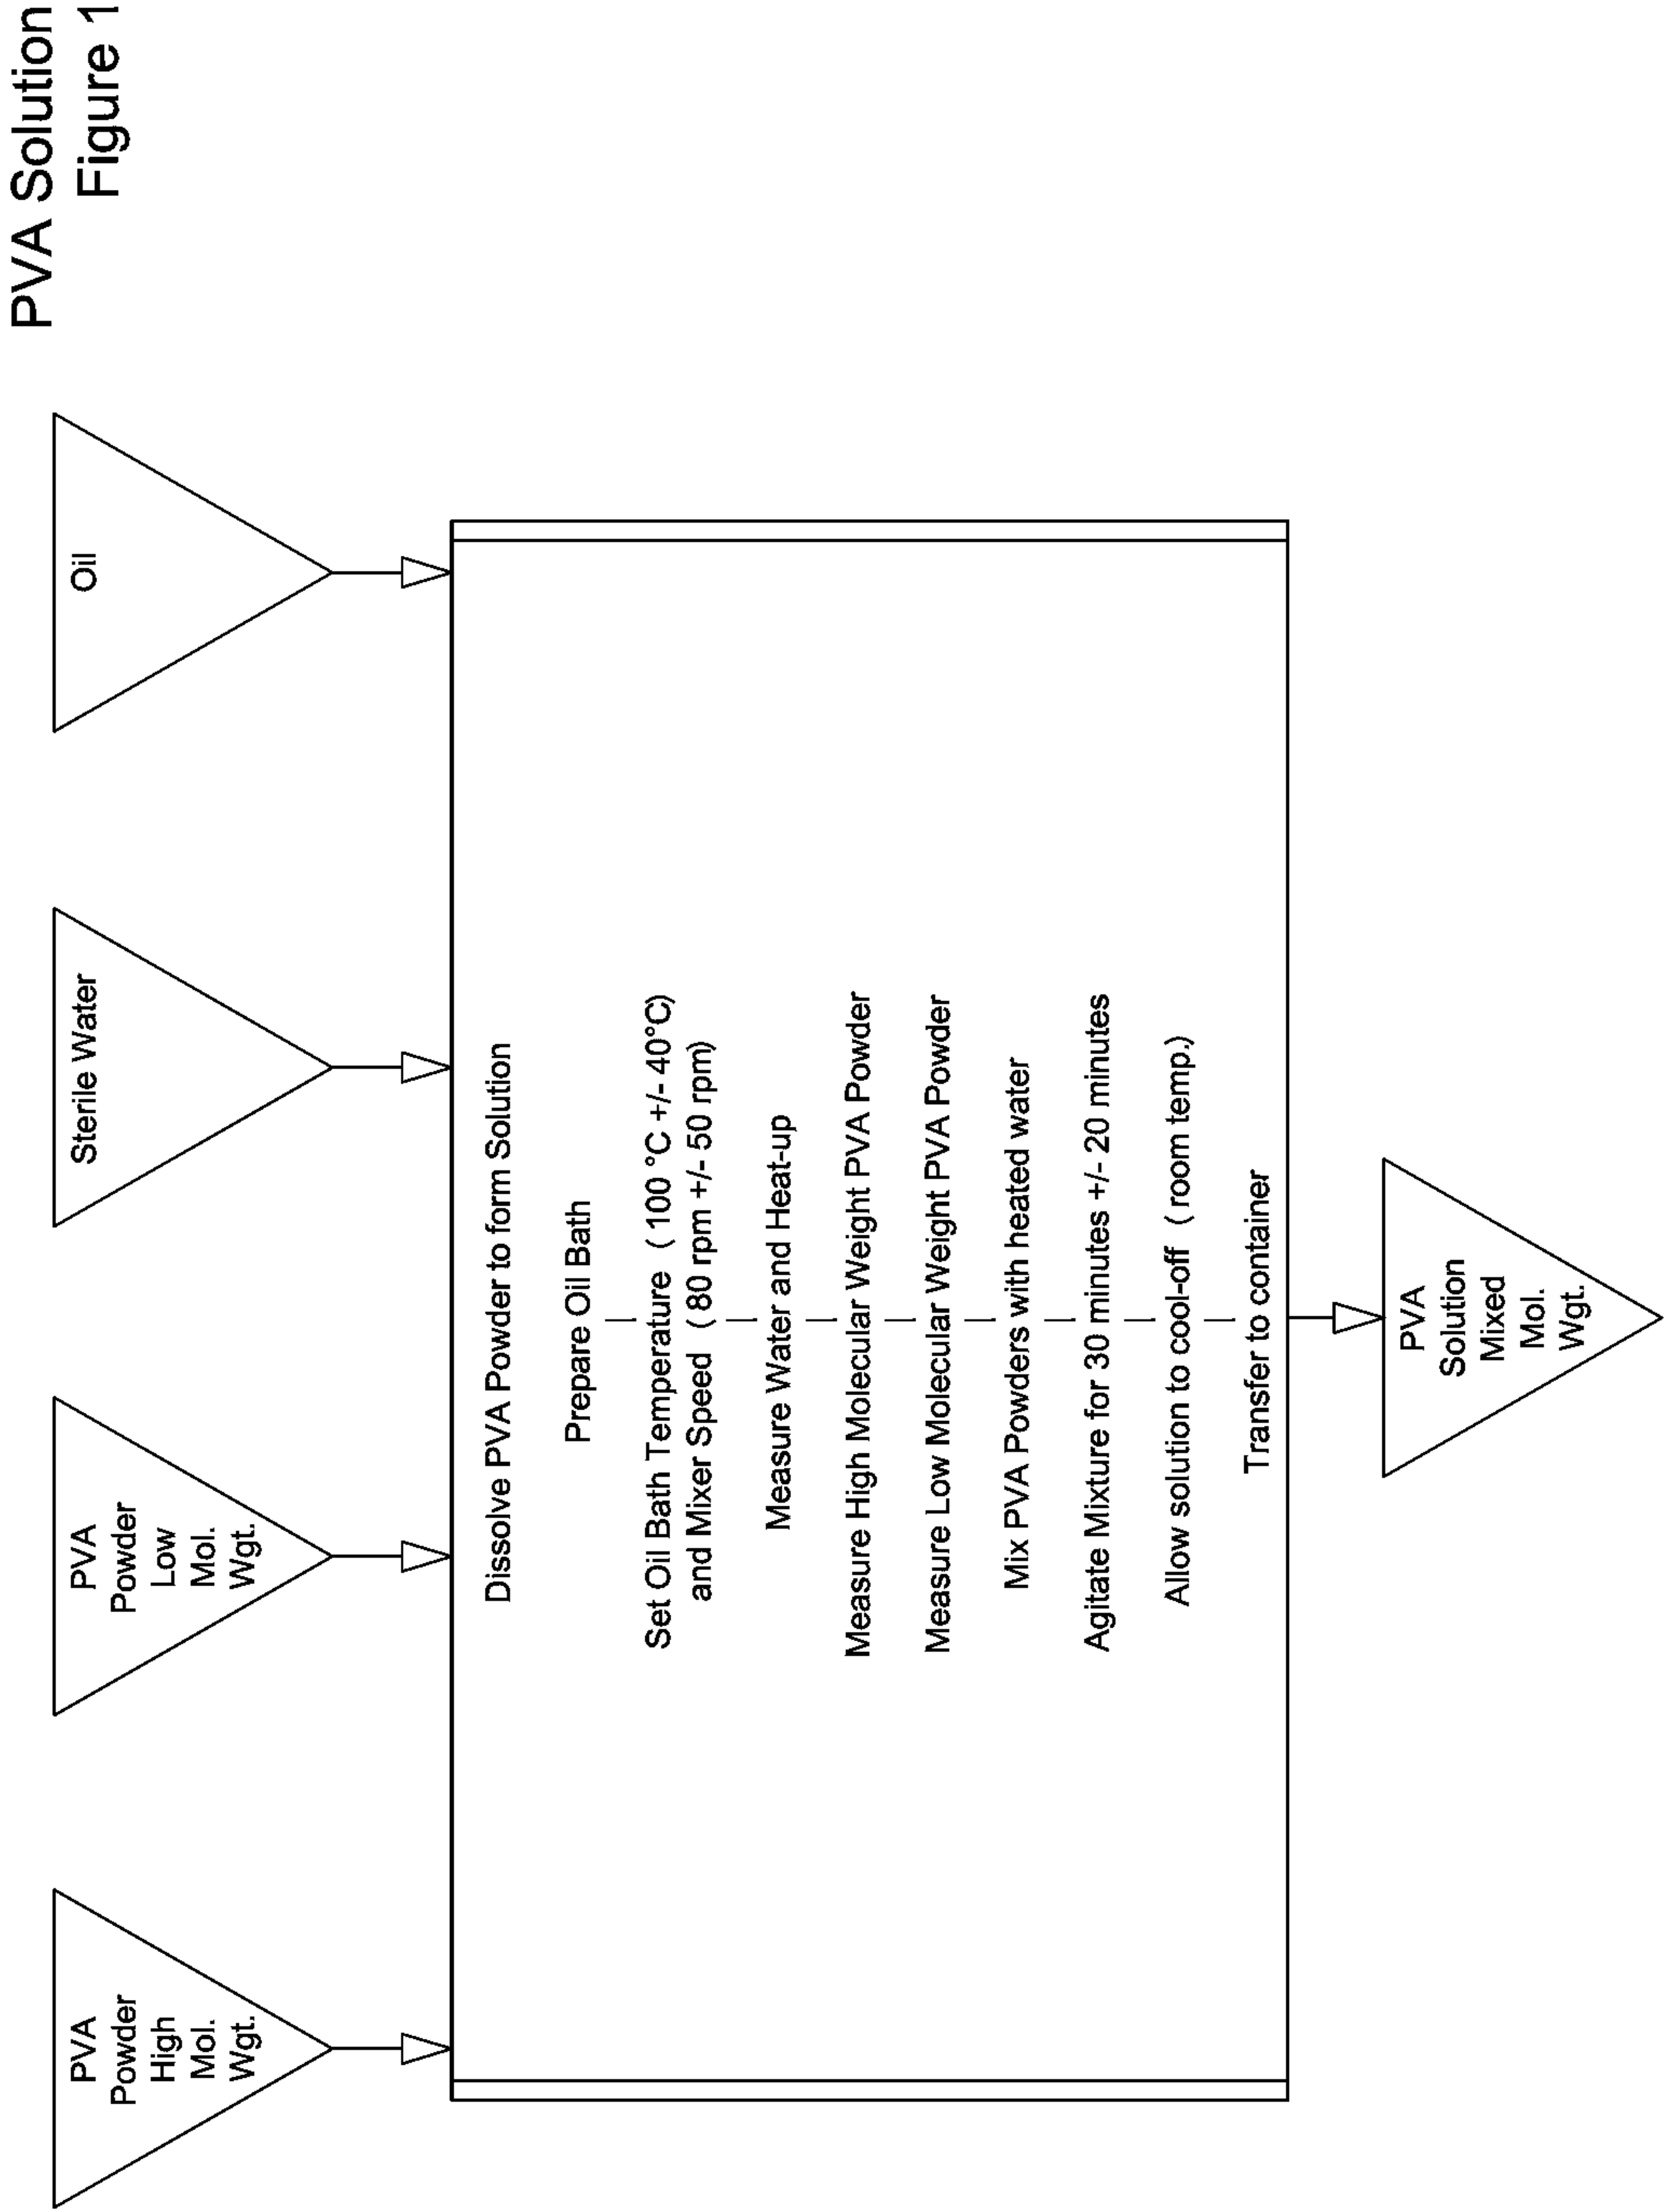 PVA Solution
Figure 1
PVA
Powder
High
Mol.
Wgt.
PVA
Powder
Low
Mol.
Wgt.
Sterile Water
Oil
Dissolve PVA Powder to form Solution
Prepare Oil Bath
Set Oil Bath Temperature ( 100 °C +/- 40°C)
and Mixer Speed ( 80 rpm +/- 50 rpm)
Measure Water and Heat-up
Measure High Molecular Weight PVA Powder
Measure Low Molecular Weight PVA Powder
Mix PVA Powders with heated water
Agitate Mixture for 30 minutes +/- 20 minutes
Allow solution to cool-off ( room temp.)
Transfer to container
PVA
Solution
Mixed
Mol.
Wgt.